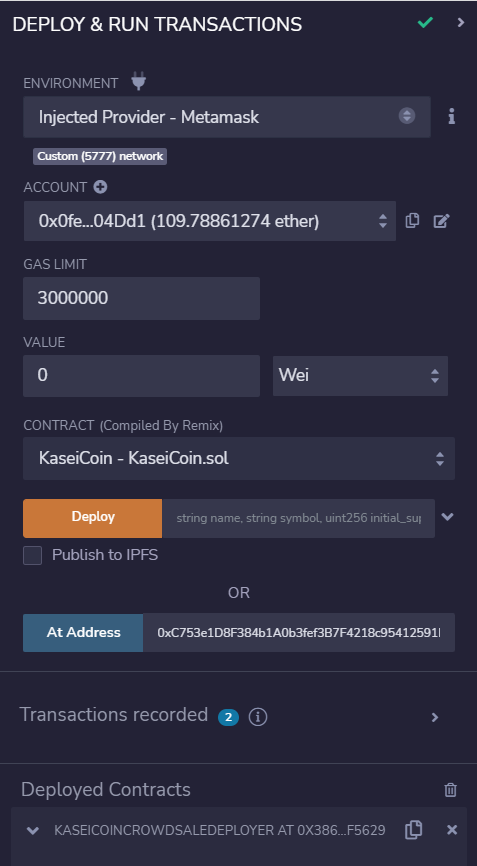 DEPLOY & RUN TRANSACTIONS
ENVIRONMENT
Injected Provider - Metamask
Custom (5777) network
ACCOUNT
0x0fe...04Dd1 (109.78861274 ether)
GAS LIMIT
3000000
VALUE
0 Wei
CONTRACT (Compiled By Remix)
KaseiCoin - KaseiCoin.sol
Deploy string name, string symbol, uint256 initial_sup
Publish to IPFS
OR
At Address 0xC753e1D8F384b1A0b3fef3B7F4218c95412591
Transactions recorded 2
Deployed Contracts
KASEICOINCROWDSALEDEPLOYER AT 0X386...F5629